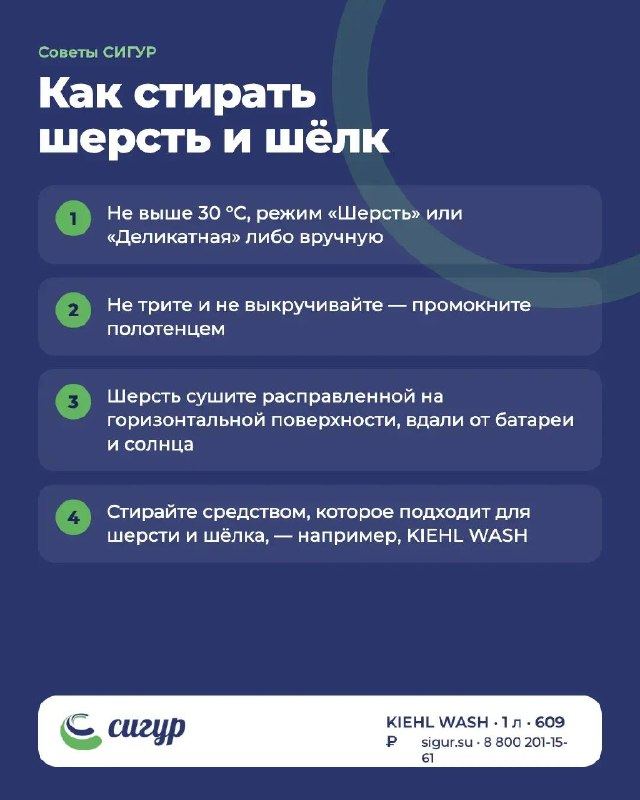 Советы СИГУР
Как стирать
шерсть и шёлк
1
Не выше 30 °C, режим «Шерсть» или
«Деликатная» либо вручную
2
Не трите и не выкручивайте — промокните
полотенцем
3
Шерсть сушите расправленной на
горизонтальной поверхности, вдали от батареи
и солнца
4
Стирайте средством, которое подходит для
шерсти и шёлка, — например, KIEHL WASH
сигур
KIEHL WASH · 1 л · 609
₽ sigur.su · 8 800 201-15-
61